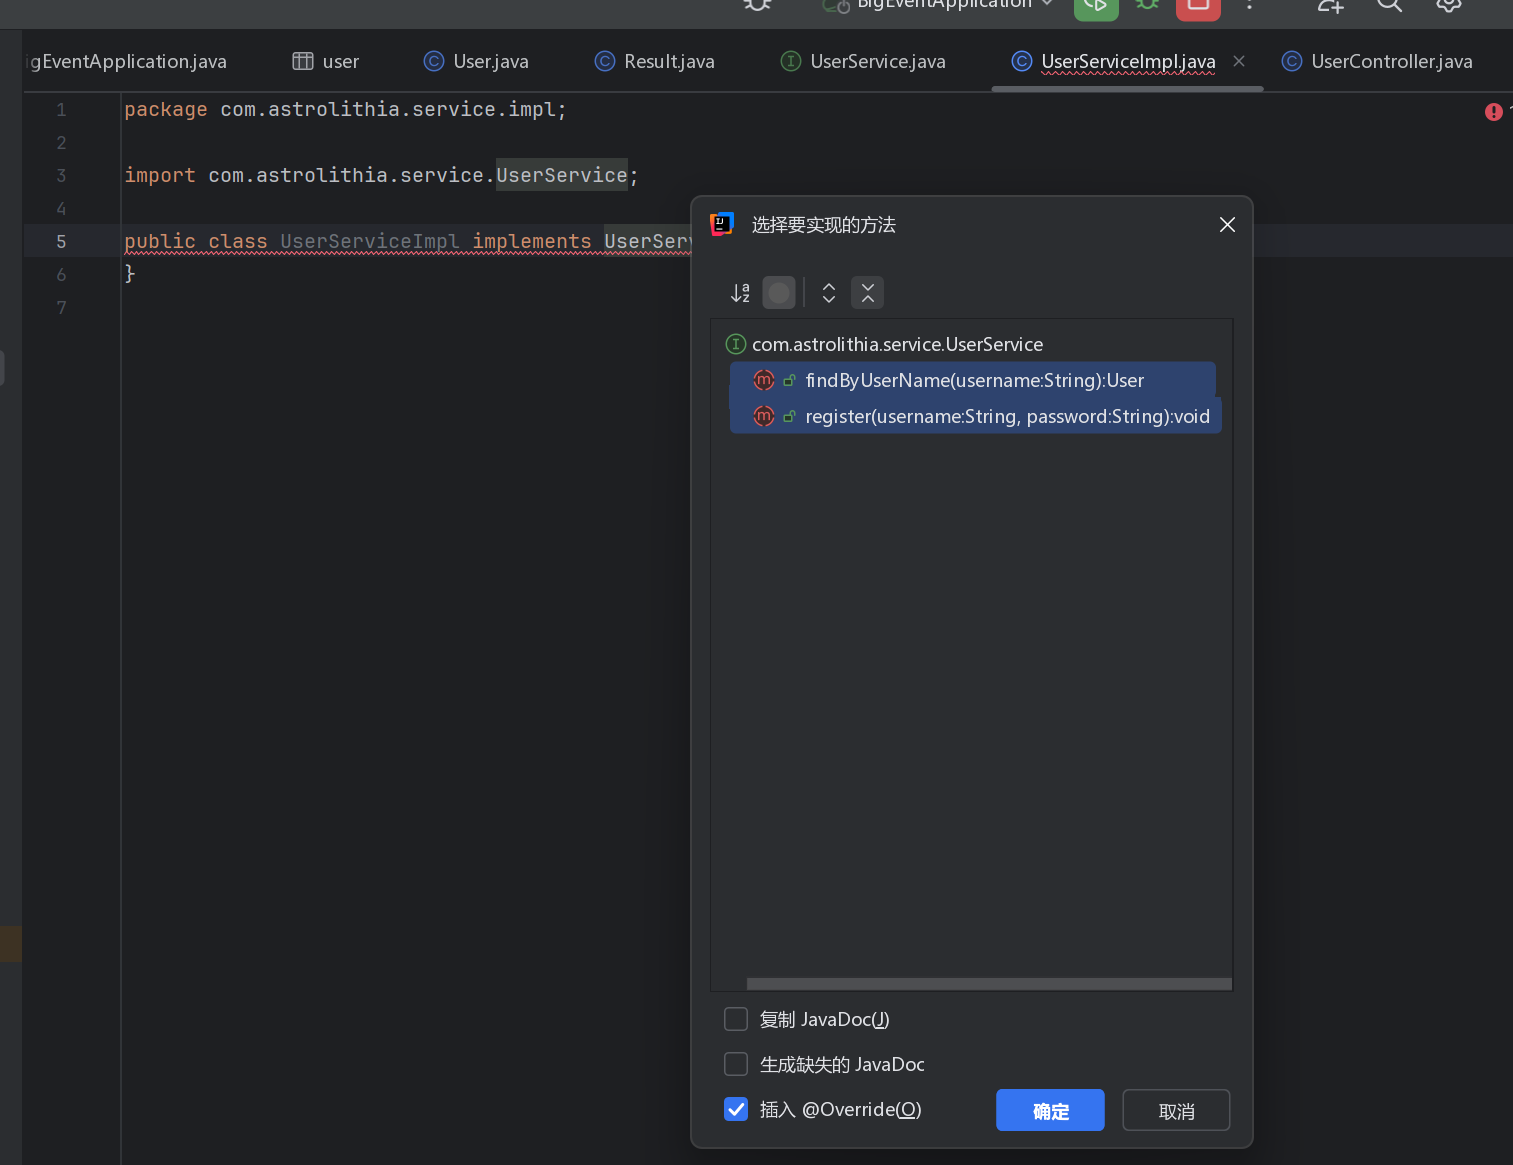 BigEventApplication
igEventApplication.java user User.java Result.java UserService.java UserServiceImpl.java UserController.java
1 package com.astrolithia.service.impl;
2
3 import com.astrolithia.service.UserService;
4
5 public class UserServiceImpl implements UserServ
6 }
7
选择要实现的方法
com.astrolithia.service.UserService
findByUserName(username:String):User
register(username:String, password:String):void
复制 JavaDoc(J)
生成缺失的 JavaDoc
插入 @Override(O)
确定 取消